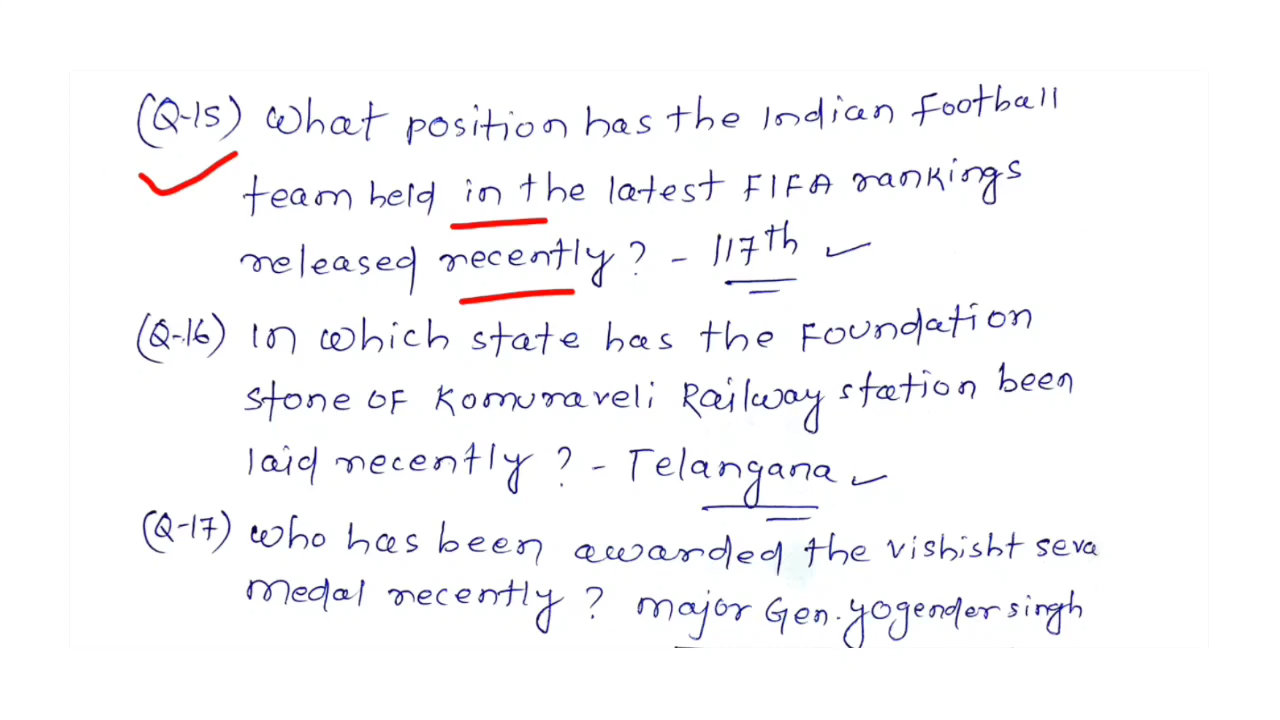 (Q-15) What position has the Indian Football
team held in the latest FIFA rankings
released recently? - 117th
(Q-16) In which state has the Foundation
stone OF Komuraveli Railway station been
laid recently? - Telangana
(Q-17) who has been awarded the vishisht seva
medal recently? major Gen. yogender singh